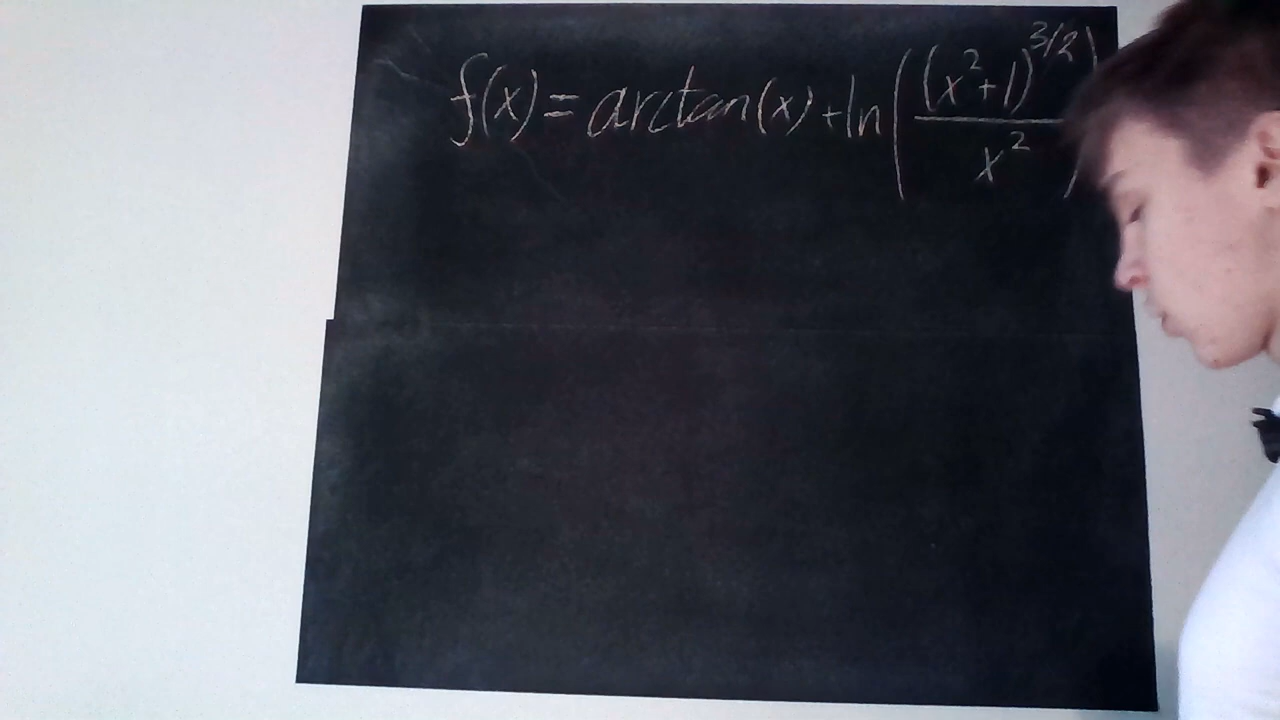 f(x) = arctan(x) + ln( (x²+1)^{3/2} / x² )